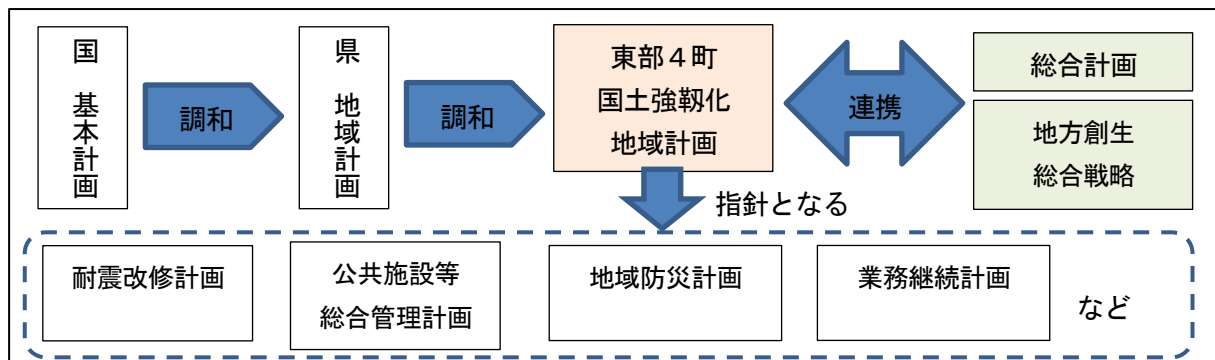 国 基本計画
調和
県 地域計画
調和
東部４町
国土強靱化
地域計画
連携
総合計画
地方創生
総合戦略
指針となる
耐震改修計画
公共施設等
総合管理計画
地域防災計画
業務継続計画
など